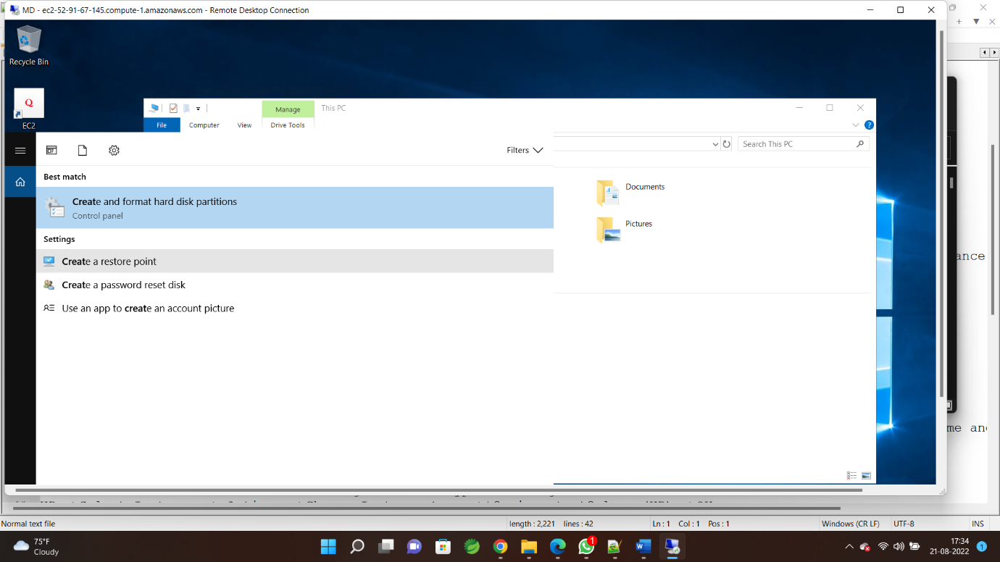 MD - ec2-52-91-67-145.compute-1.amazonaws.com - Remote Desktop Connection
Recycle Bin
Q
EC2
Manage
This PC
File
Computer
View
Drive Tools
Filters
Search This PC
Best match
Create and format hard disk partitions
Control panel
Documents
Settings
Pictures
Create a restore point
ance
Create a password reset disk
Use an app to create an account picture
me and
Normal text file
length : 2,221 lines : 42
Ln : 1 Col : 1 Pos : 1
Windows (CR LF)
UTF-8
INS
75°F
Cloudy
1
W
17:34
21-08-2022
1